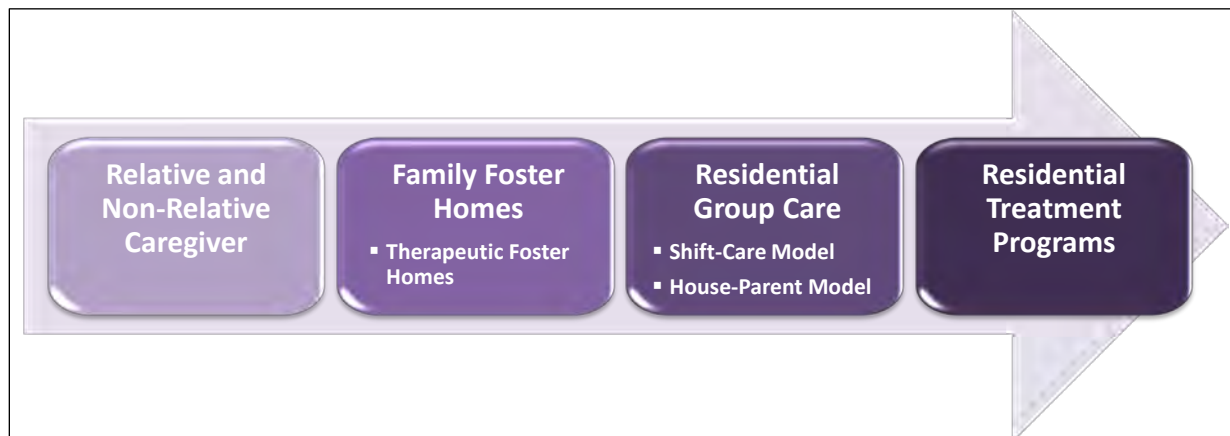 Relative and
Non-Relative
Caregiver
Family Foster
Homes
▪ Therapeutic Foster
Homes
Residential
Group Care
▪ Shift-Care Model
▪ House-Parent Model
Residential
Treatment
Programs